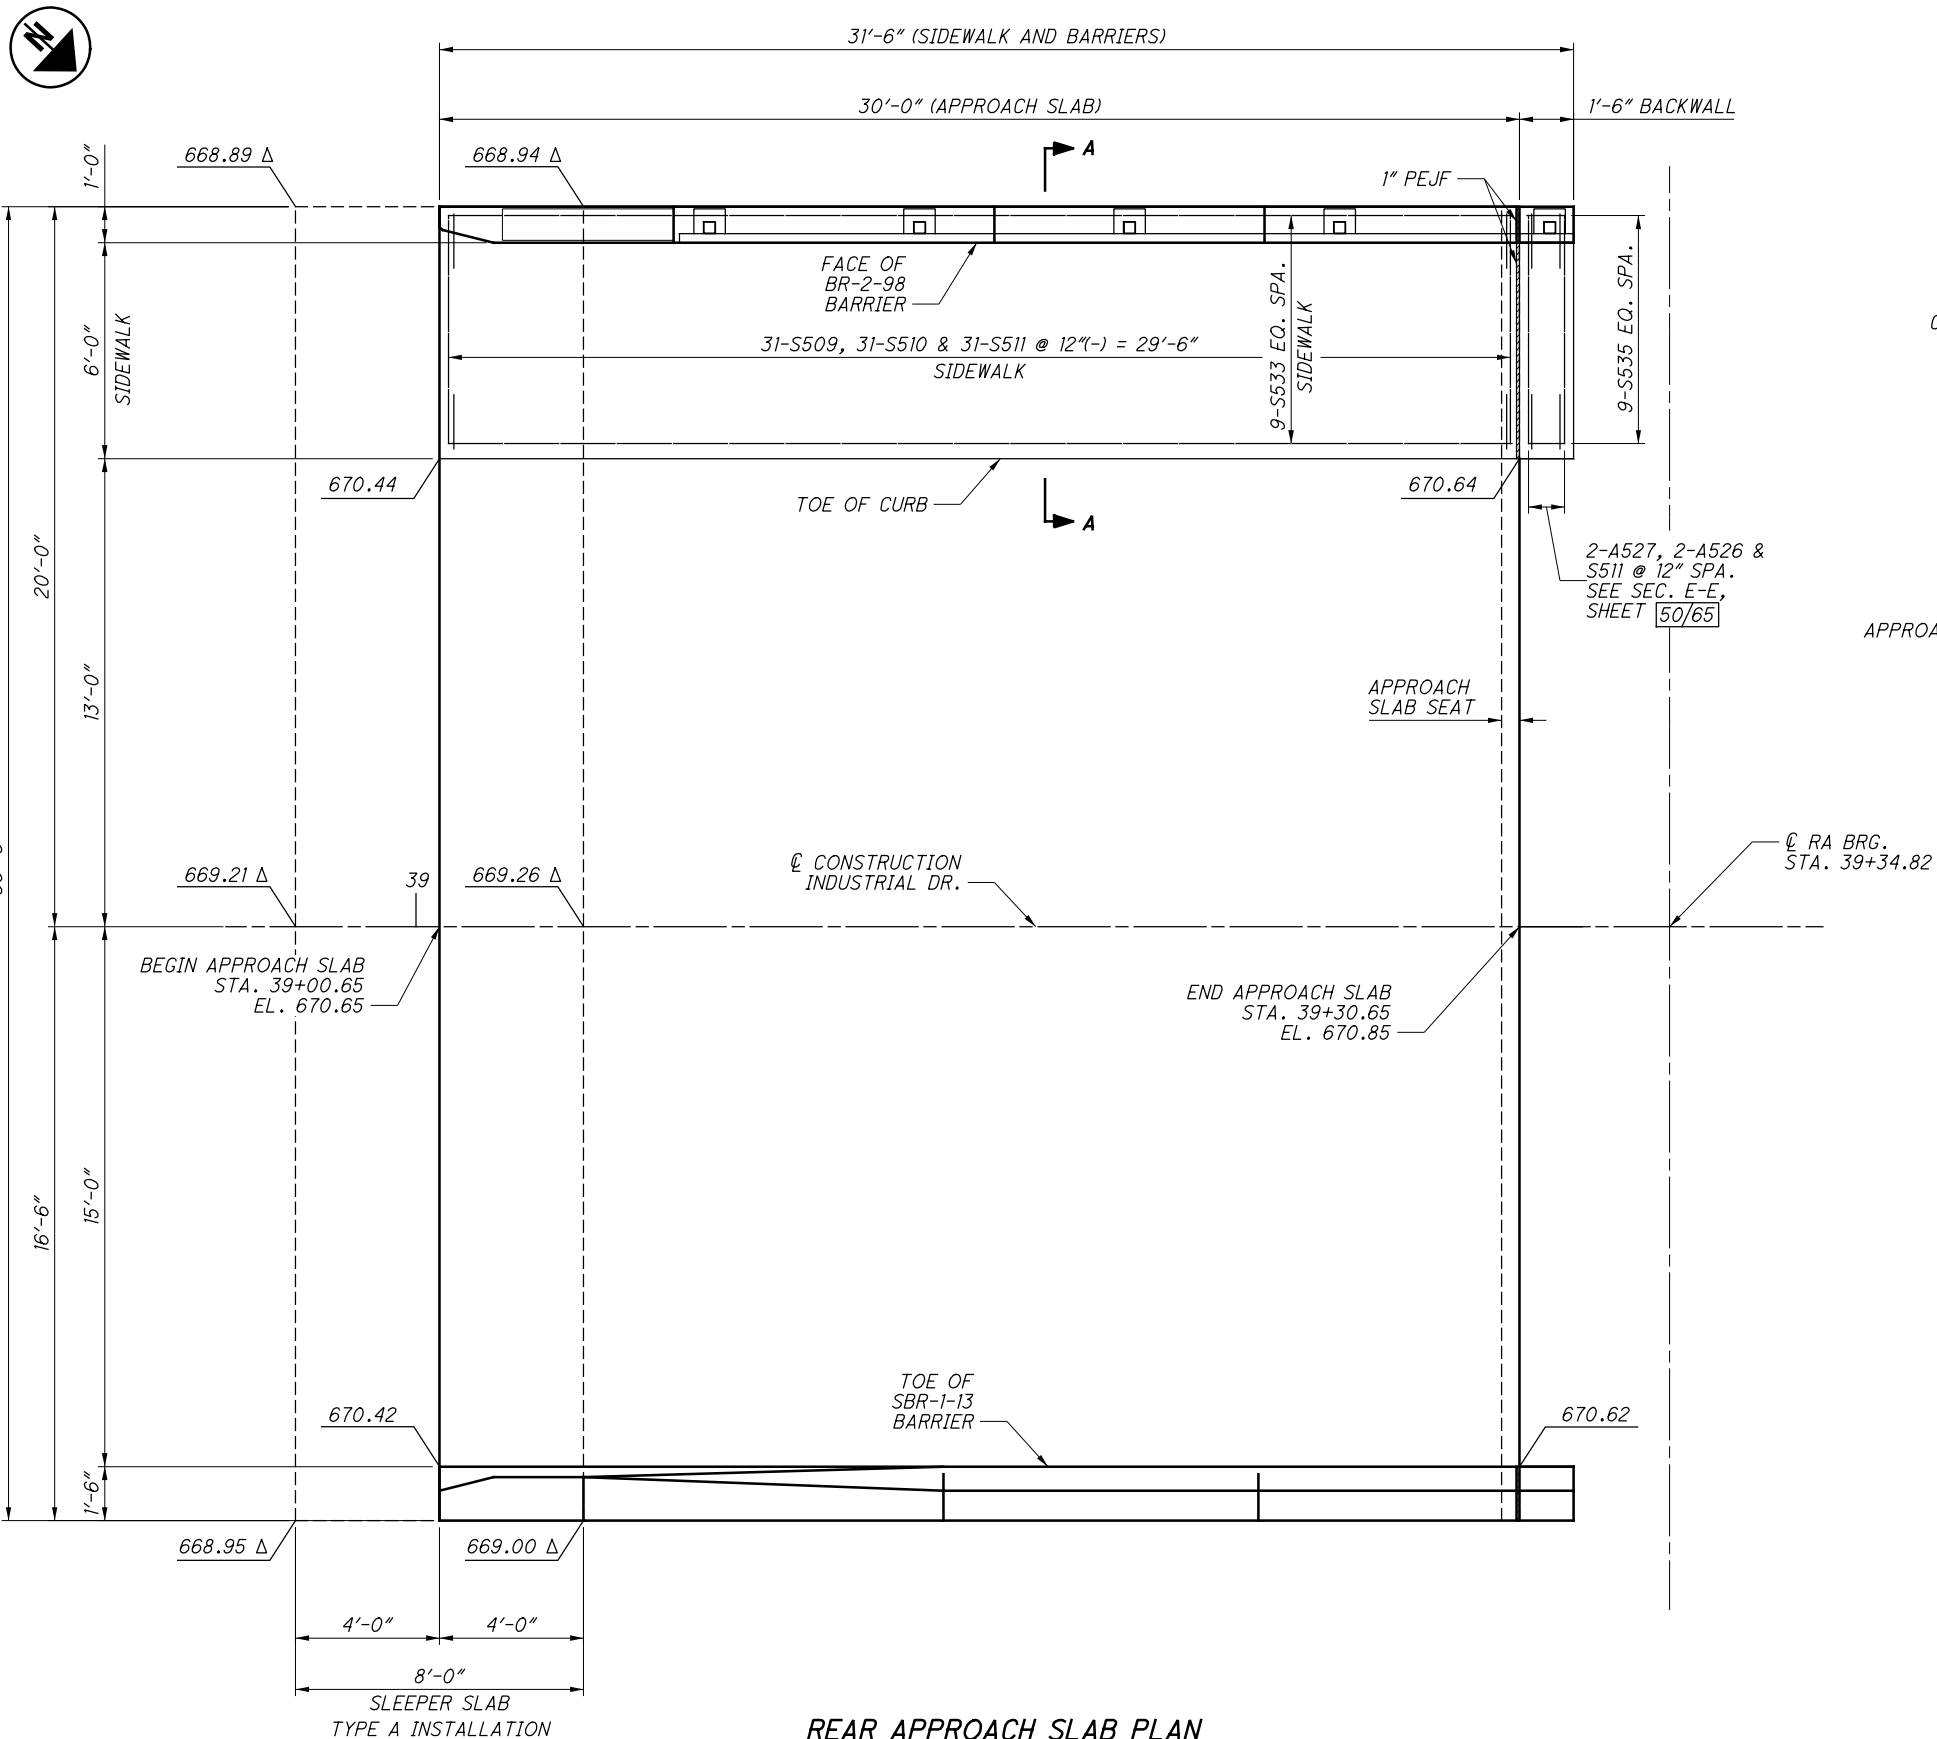 N
31'-6" (SIDEWALK AND BARRIERS)
30'-0" (APPROACH SLAB)
1'-6" BACKWALL
1'-0"
668.89 Δ
668.94 Δ
A
1" PEJF
FACE OF
BR-2-98
BARRIER
6'-0"
SIDEWALK
31-S509, 31-S510 & 31-S511 @ 12"(-) = 29'-6"
SIDEWALK
9-S533 EQ. SPA.
SIDEWALK
9-S535 EQ. SPA.
670.44
TOE OF CURB
A
670.64
20'-0"
13'-0"
2-A527, 2-A526 &
S511 @ 12" SPA.
SEE SEC. E-E,
SHEET 50/65
APPROACH
SLAB SEAT
669.21 Δ
39
669.26 Δ
℄ CONSTRUCTION
INDUSTRIAL DR.
℄ RA BRG.
STA. 39+34.82
BEGIN APPROACH SLAB
STA. 39+00.65
EL. 670.65
END APPROACH SLAB
STA. 39+30.65
EL. 670.85
16'-6"
15'-0"
670.42
TOE OF
SBR-1-13
BARRIER
670.62
1'-6"
668.95 Δ
669.00 Δ
4'-0"
4'-0"
8'-0"
SLEEPER SLAB
TYPE A INSTALLATION
REAR APPROACH SLAB PLAN